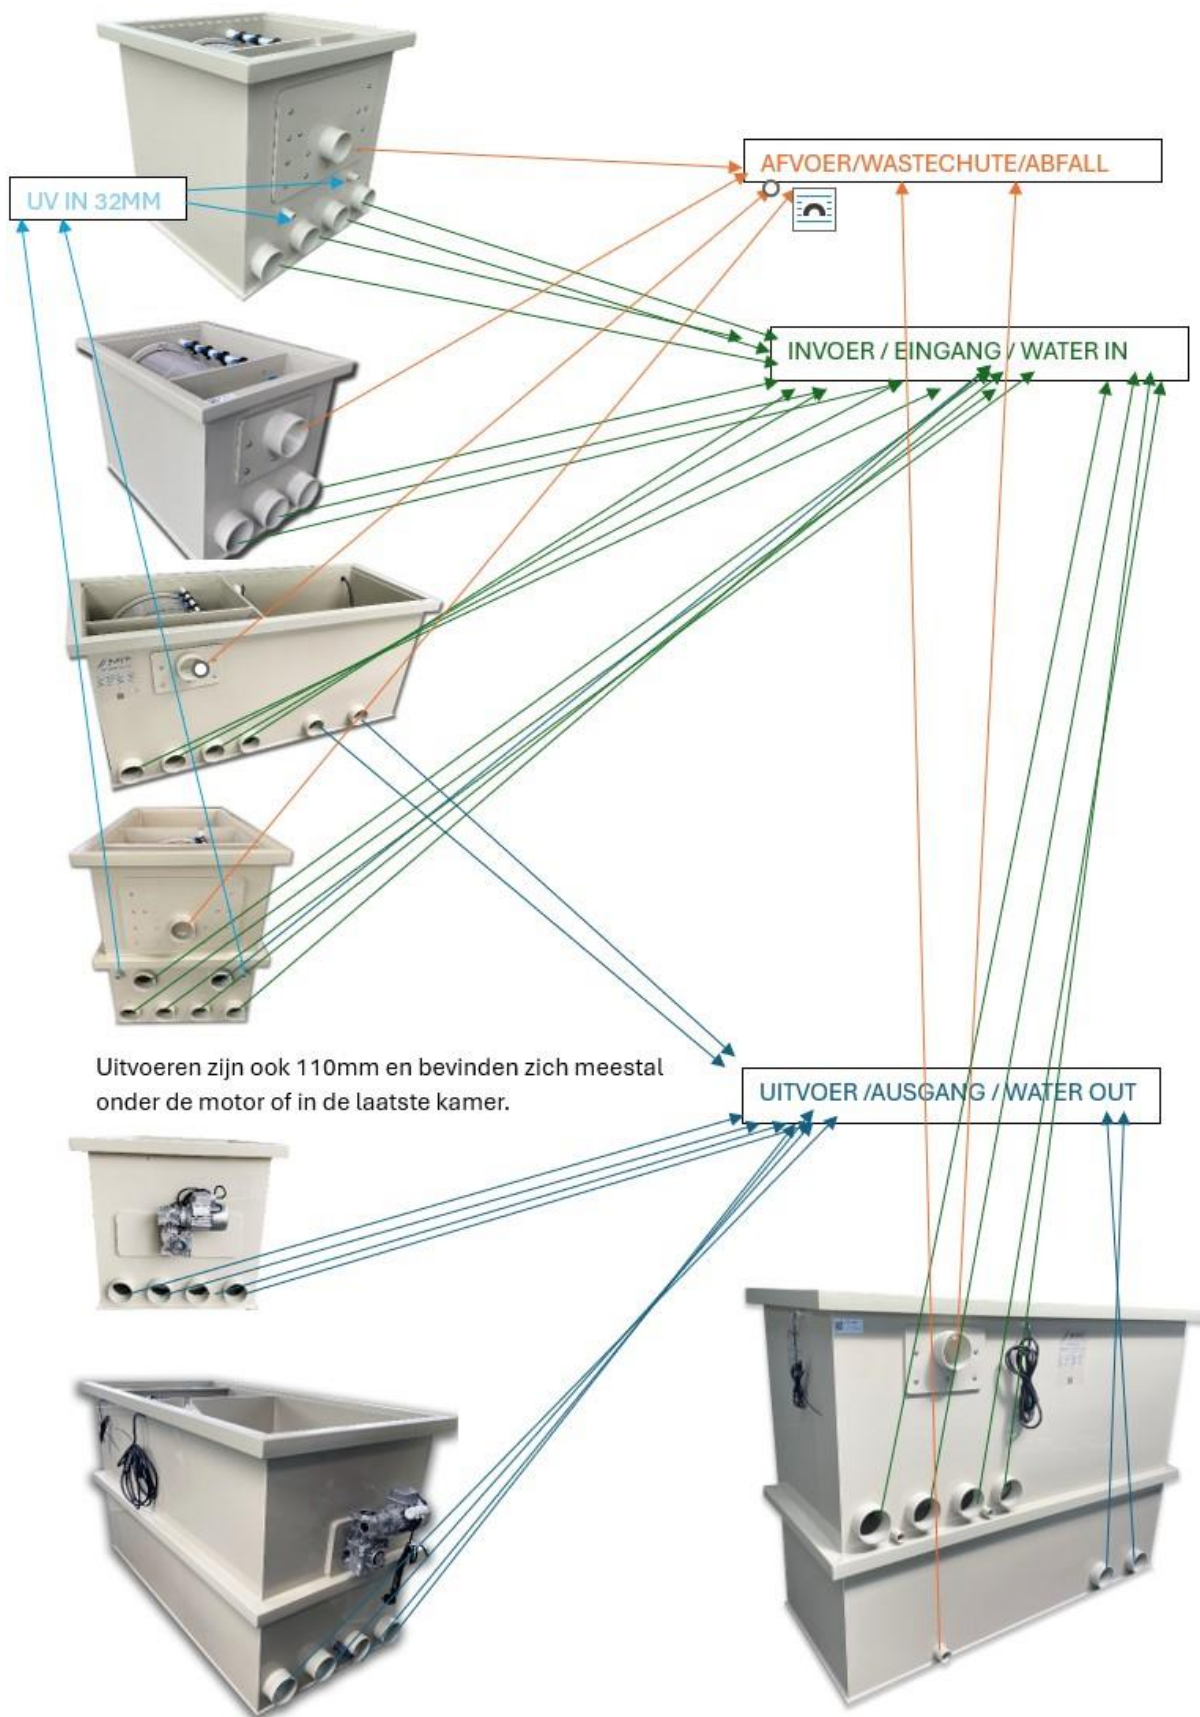 AFVOER/WASTECHUTE/ABFALL
UV IN 32MM
INVOER / EINGANG / WATER IN
Uitvoeren zijn ook 110mm en bevinden zich meestal
onder de motor of in de laatste kamer.
UITVOER /AUSGANG / WATER OUT